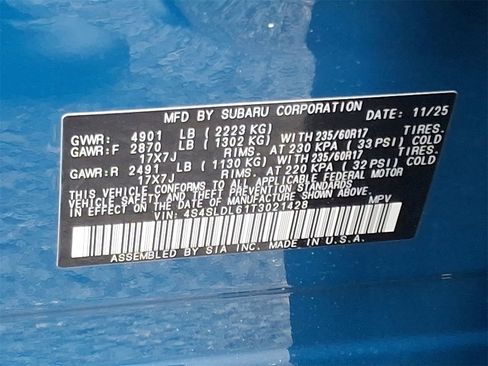 MFD BY SUBARU CORPORATION DATE: 11/25
GVWR: 4901 LB (2223 KG)
GAWR:F 2870 LB (1302 KG) WITH 235/60R17 TIRES.
17X7J RIMS. AT 230 KPA (33 PSI) COLD
GAWR:R 2491 LB (1130 KG) WITH 235/60R17 TIRES.
17X7J RIMS. AT 220 KPA (32 PSI) COLD
THIS VEHICLE CONFORMS TO ALL APPLICABLE FEDERAL MOTOR
VEHICLE SAFETY AND THEFT PREVENTION STANDARDS
IN EFFECT ON THE DATE OF MANUFACTURE SHOWN ABOVE.
VIN: 4S4SLDL61T3021428 MPV
ASSEMBLED BY SIA INC. MADE IN U.S.A.